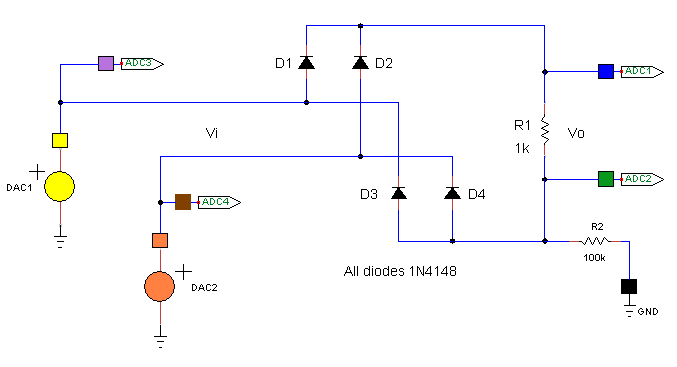 D1
D2
ADC3
ADC1
R1
1k
Vo
Vi
DAC1
ADC2
D3
D4
ADC4
R2
100k
All diodes 1N4148
DAC2
GND